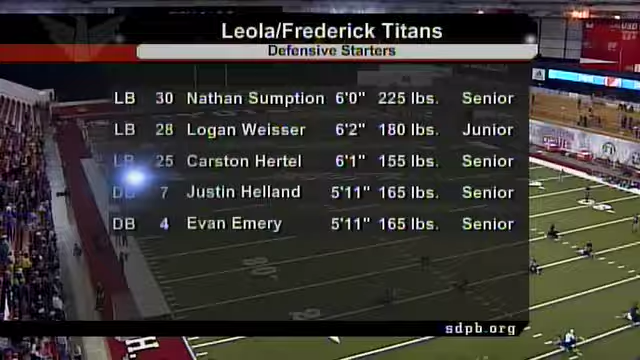 Leola/Frederick Titans
Defensive Starters
LB 30 Nathan Sumption 6'0" 225 lbs. Senior
LB 28 Logan Weisser 6'2" 180 lbs. Junior
LB 25 Carston Hertel 6'1" 155 lbs. Senior
DB 7 Justin Helland 5'11" 165 lbs. Senior
DB 4 Evan Emery 5'11" 165 lbs. Senior
sdpb.org